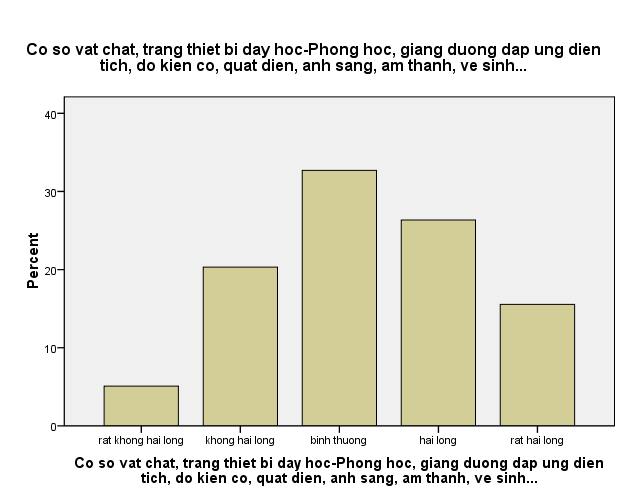 Co so vat chat, trang thiet bi day hoc-Phong hoc, giang duong dap ung dien
tich, do kien co, quat dien, anh sang, am thanh, ve sinh...
40
30
20
10
0
Percent
rat khong hai long
khong hai long
binh thuong
hai long
rat hai long
Co so vat chat, trang thiet bi day hoc-Phong hoc, giang duong dap ung dien
tich, do kien co, quat dien, anh sang, am thanh, ve sinh...